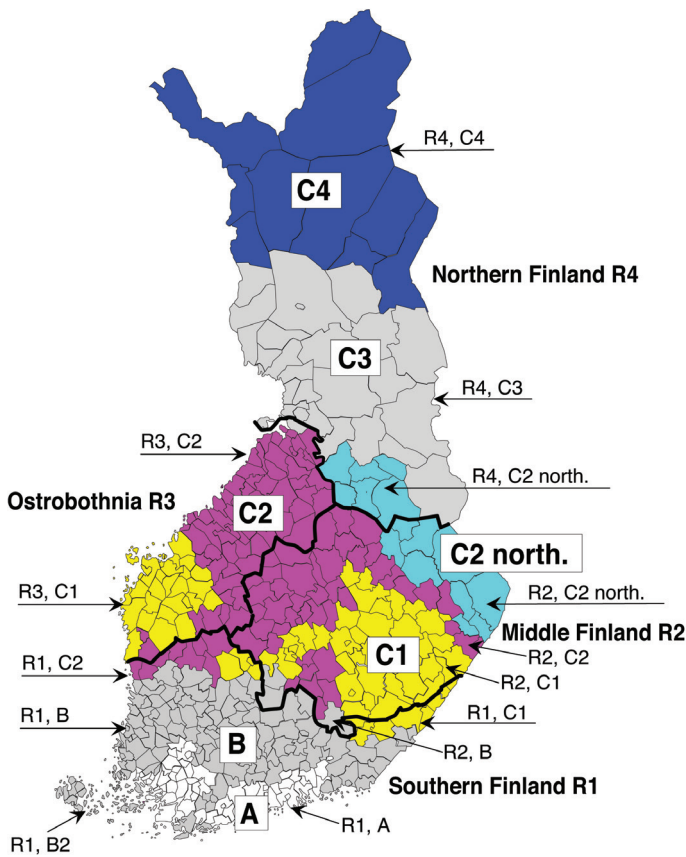 R4, C4
C4
Northern Finland R4
C3
R4, C3
R3, C2
R4, C2 north.
Ostrobothnia R3
C2
C2 north.
R3, C1
R2, C2 north.
Middle Finland R2
C1
R1, C2
R2, C2
R2, C1
R1, B
R1, C1
B
R2, B
Southern Finland R1
A
R1, A
R1, B2